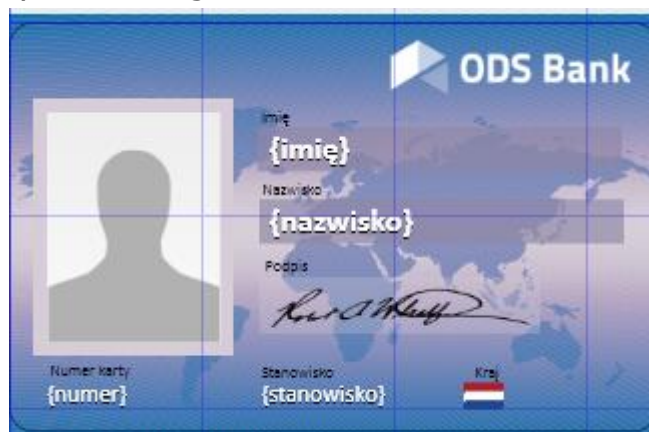 ODS Bank
Imię
{imię}
Nazwisko
{nazwisko}
Podpis
Numer karty
{numer}
Stanowisko
{stanowisko}
Kraj